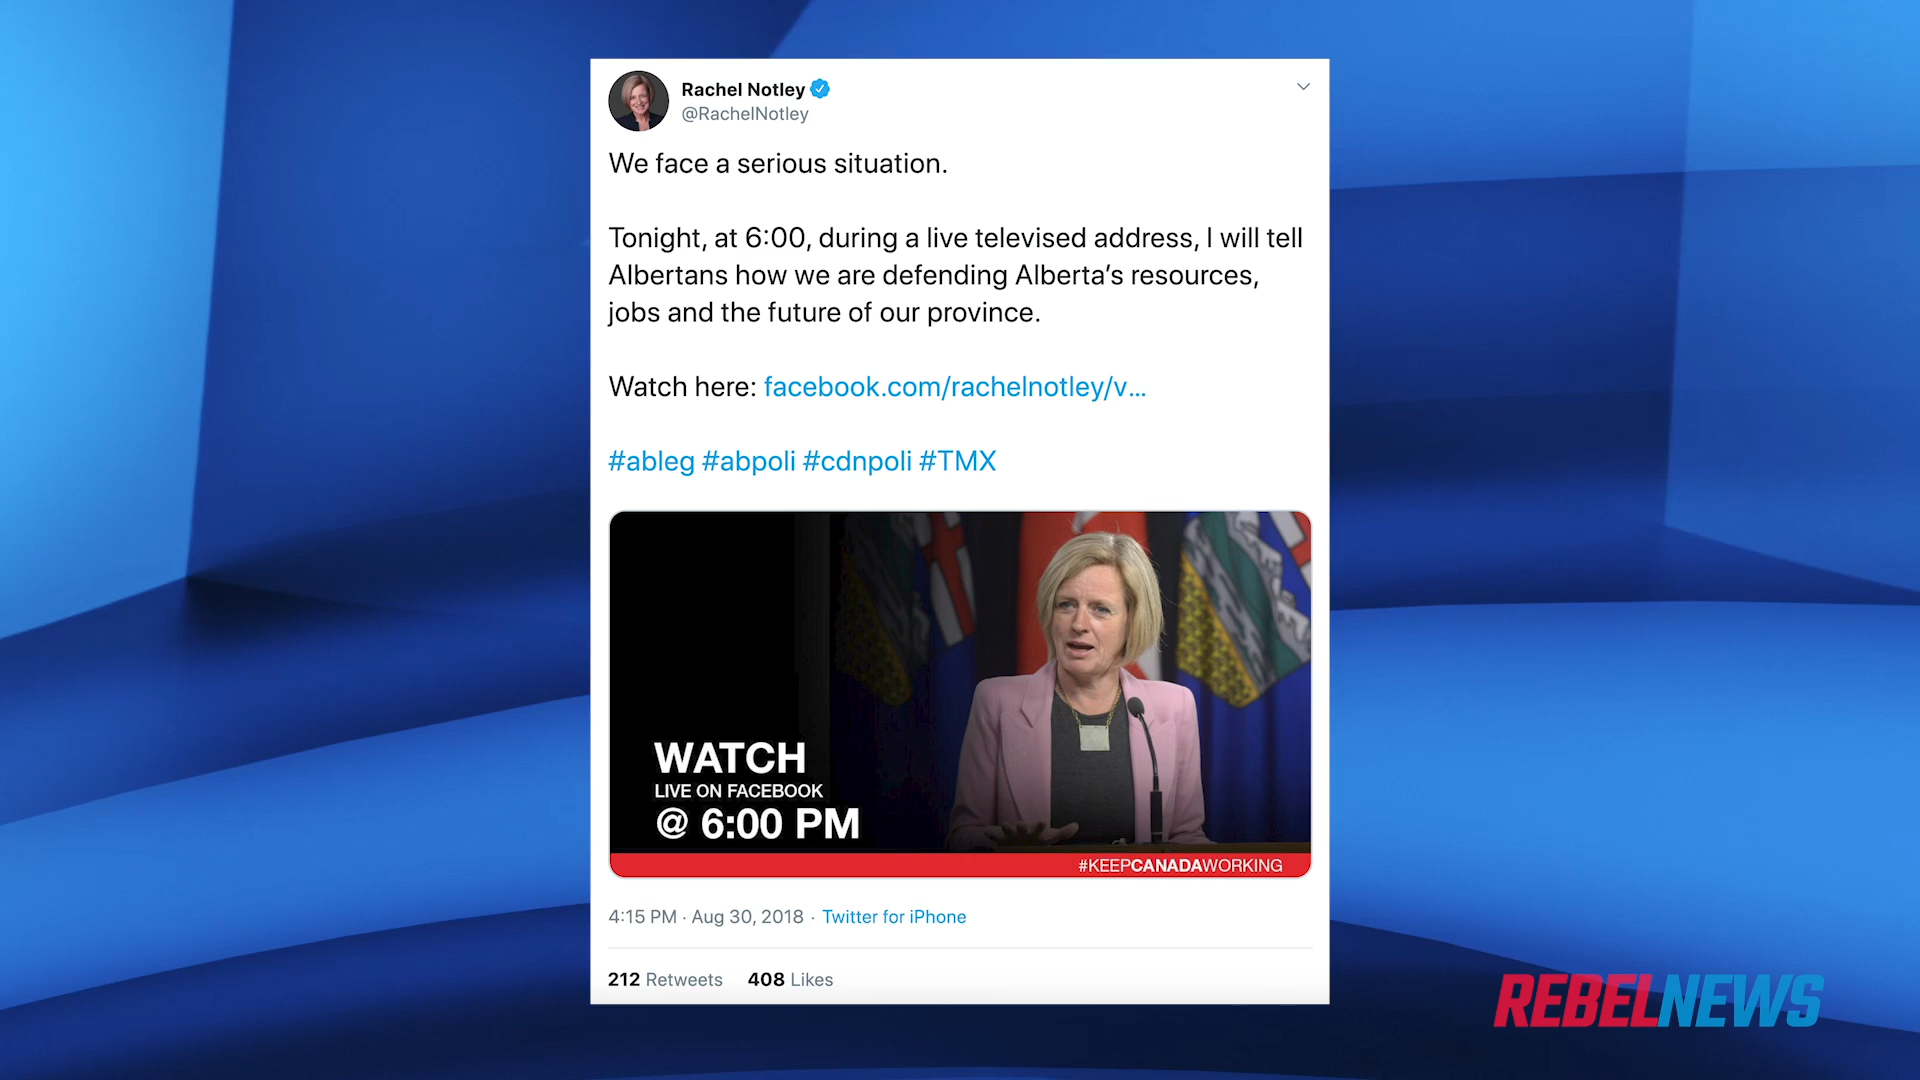 Rachel Notley
@RachelNotley
We face a serious situation.
Tonight, at 6:00, during a live televised address, I will tell
Albertans how we are defending Alberta's resources,
jobs and the future of our province.
Watch here: facebook.com/rachelnotley/v...
#ableg #abpoli #cdnpoli #TMX
WATCH
LIVE ON FACEBOOK
@ 6:00 PM
#KEEPCANADAWORKING
4:15 PM · Aug 30, 2018 · Twitter for iPhone
212 Retweets 408 Likes
REBELNEWS